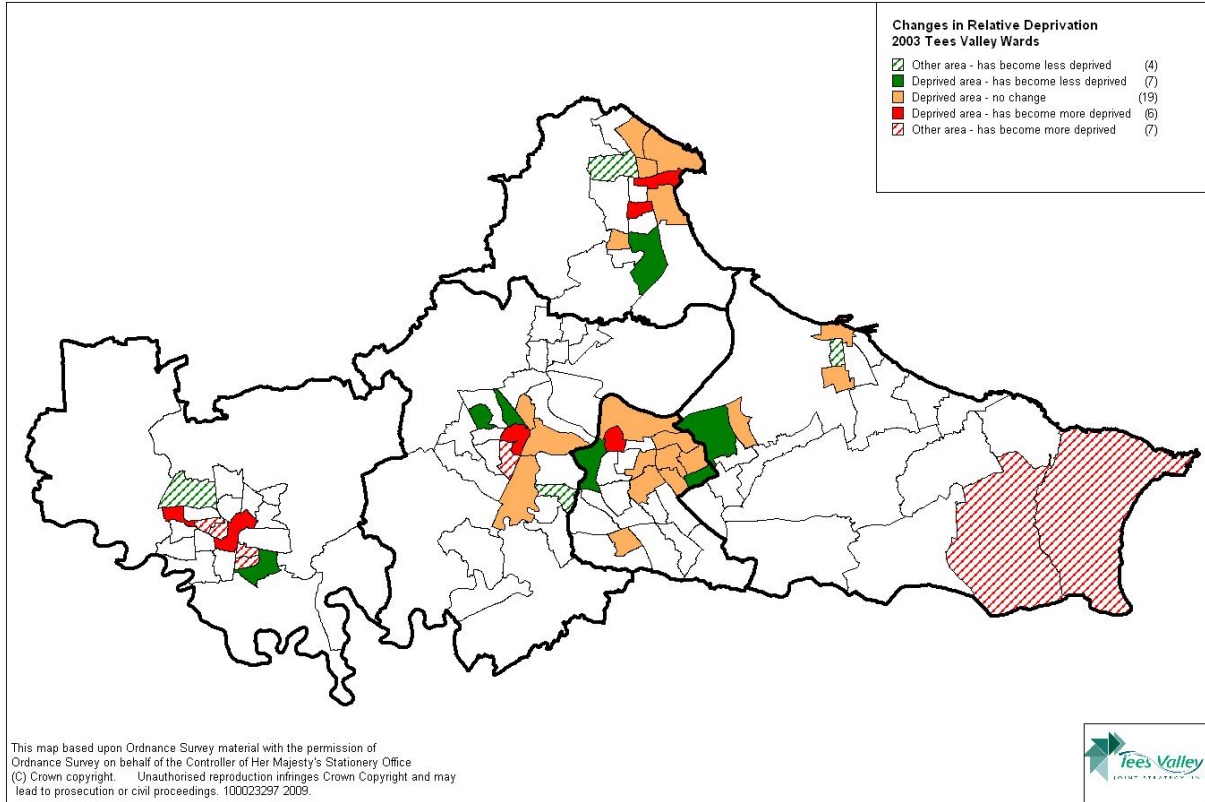 Changes in Relative Deprivation
2003 Tees Valley Wards
Other area - has become less deprived (4)
Deprived area - has become less deprived (7)
Deprived area - no change (19)
Deprived area - has become more deprived (6)
Other area - has become more deprived (7)
This map based upon Ordnance Survey material with the permission of
Ordnance Survey on behalf of the Controller of Her Majesty's Stationery Office
(C) Crown copyright. Unauthorised reproduction infringes Crown Copyright and may
lead to prosecution or civil proceedings. 100023297 2009.
Tees Valley
JOINT STRATEGY UNIT